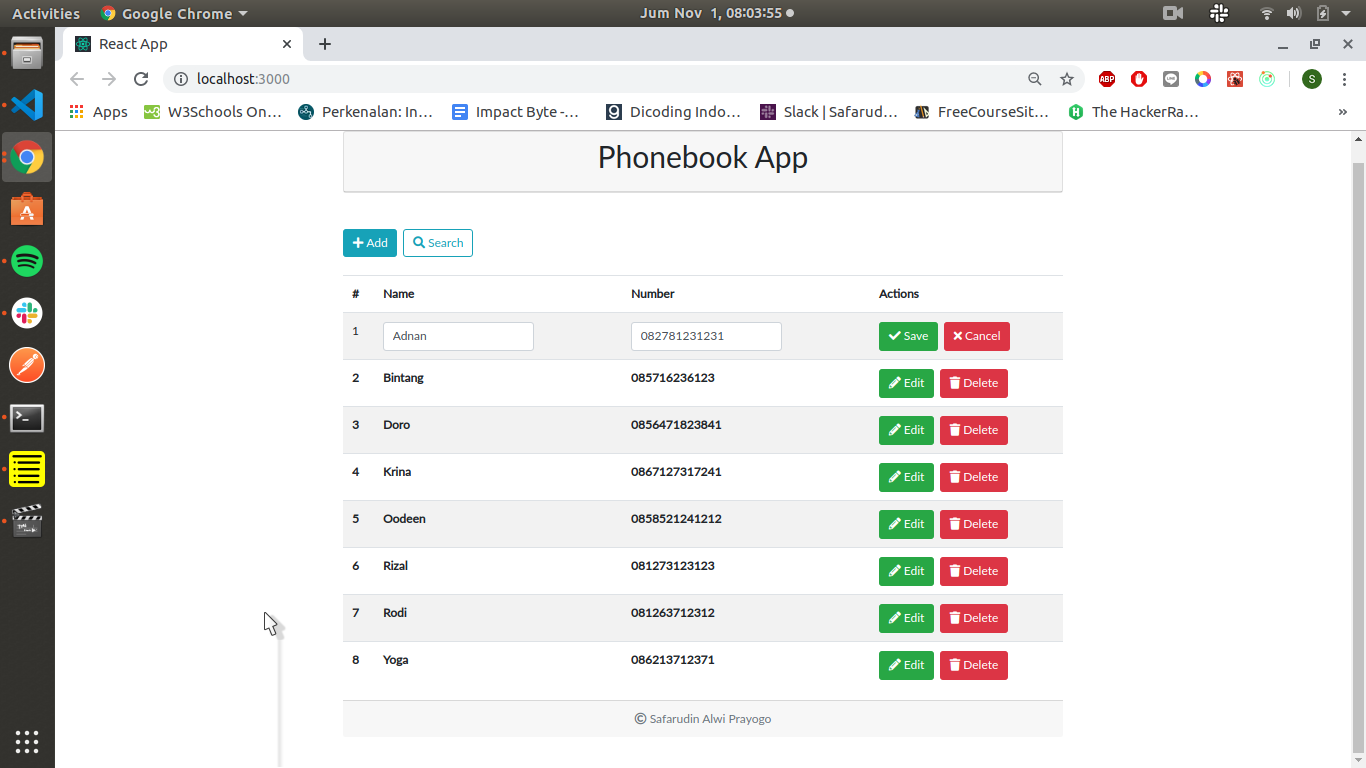 Activities Google Chrome Jum Nov 1, 08:03:55
React App
localhost:3000
ABP S
Apps W3Schools On... Perkenalan: In... Impact Byte -... Dicoding Indo... Slack | Safarud... FreeCourseSit... The HackerRa... »
Phonebook App
Add Search
# Name Number Actions
1 Adnan 082781231231 Save Cancel
2 Bintang 085716236123 Edit Delete
3 Doro 0856471823841 Edit Delete
4 Krina 0867127317241 Edit Delete
5 Oodeen 0858521241212 Edit Delete
6 Rizal 081273123123 Edit Delete
7 Rodi 081263712312 Edit Delete
8 Yoga 086213712371 Edit Delete
© Safarudin Alwi Prayogo